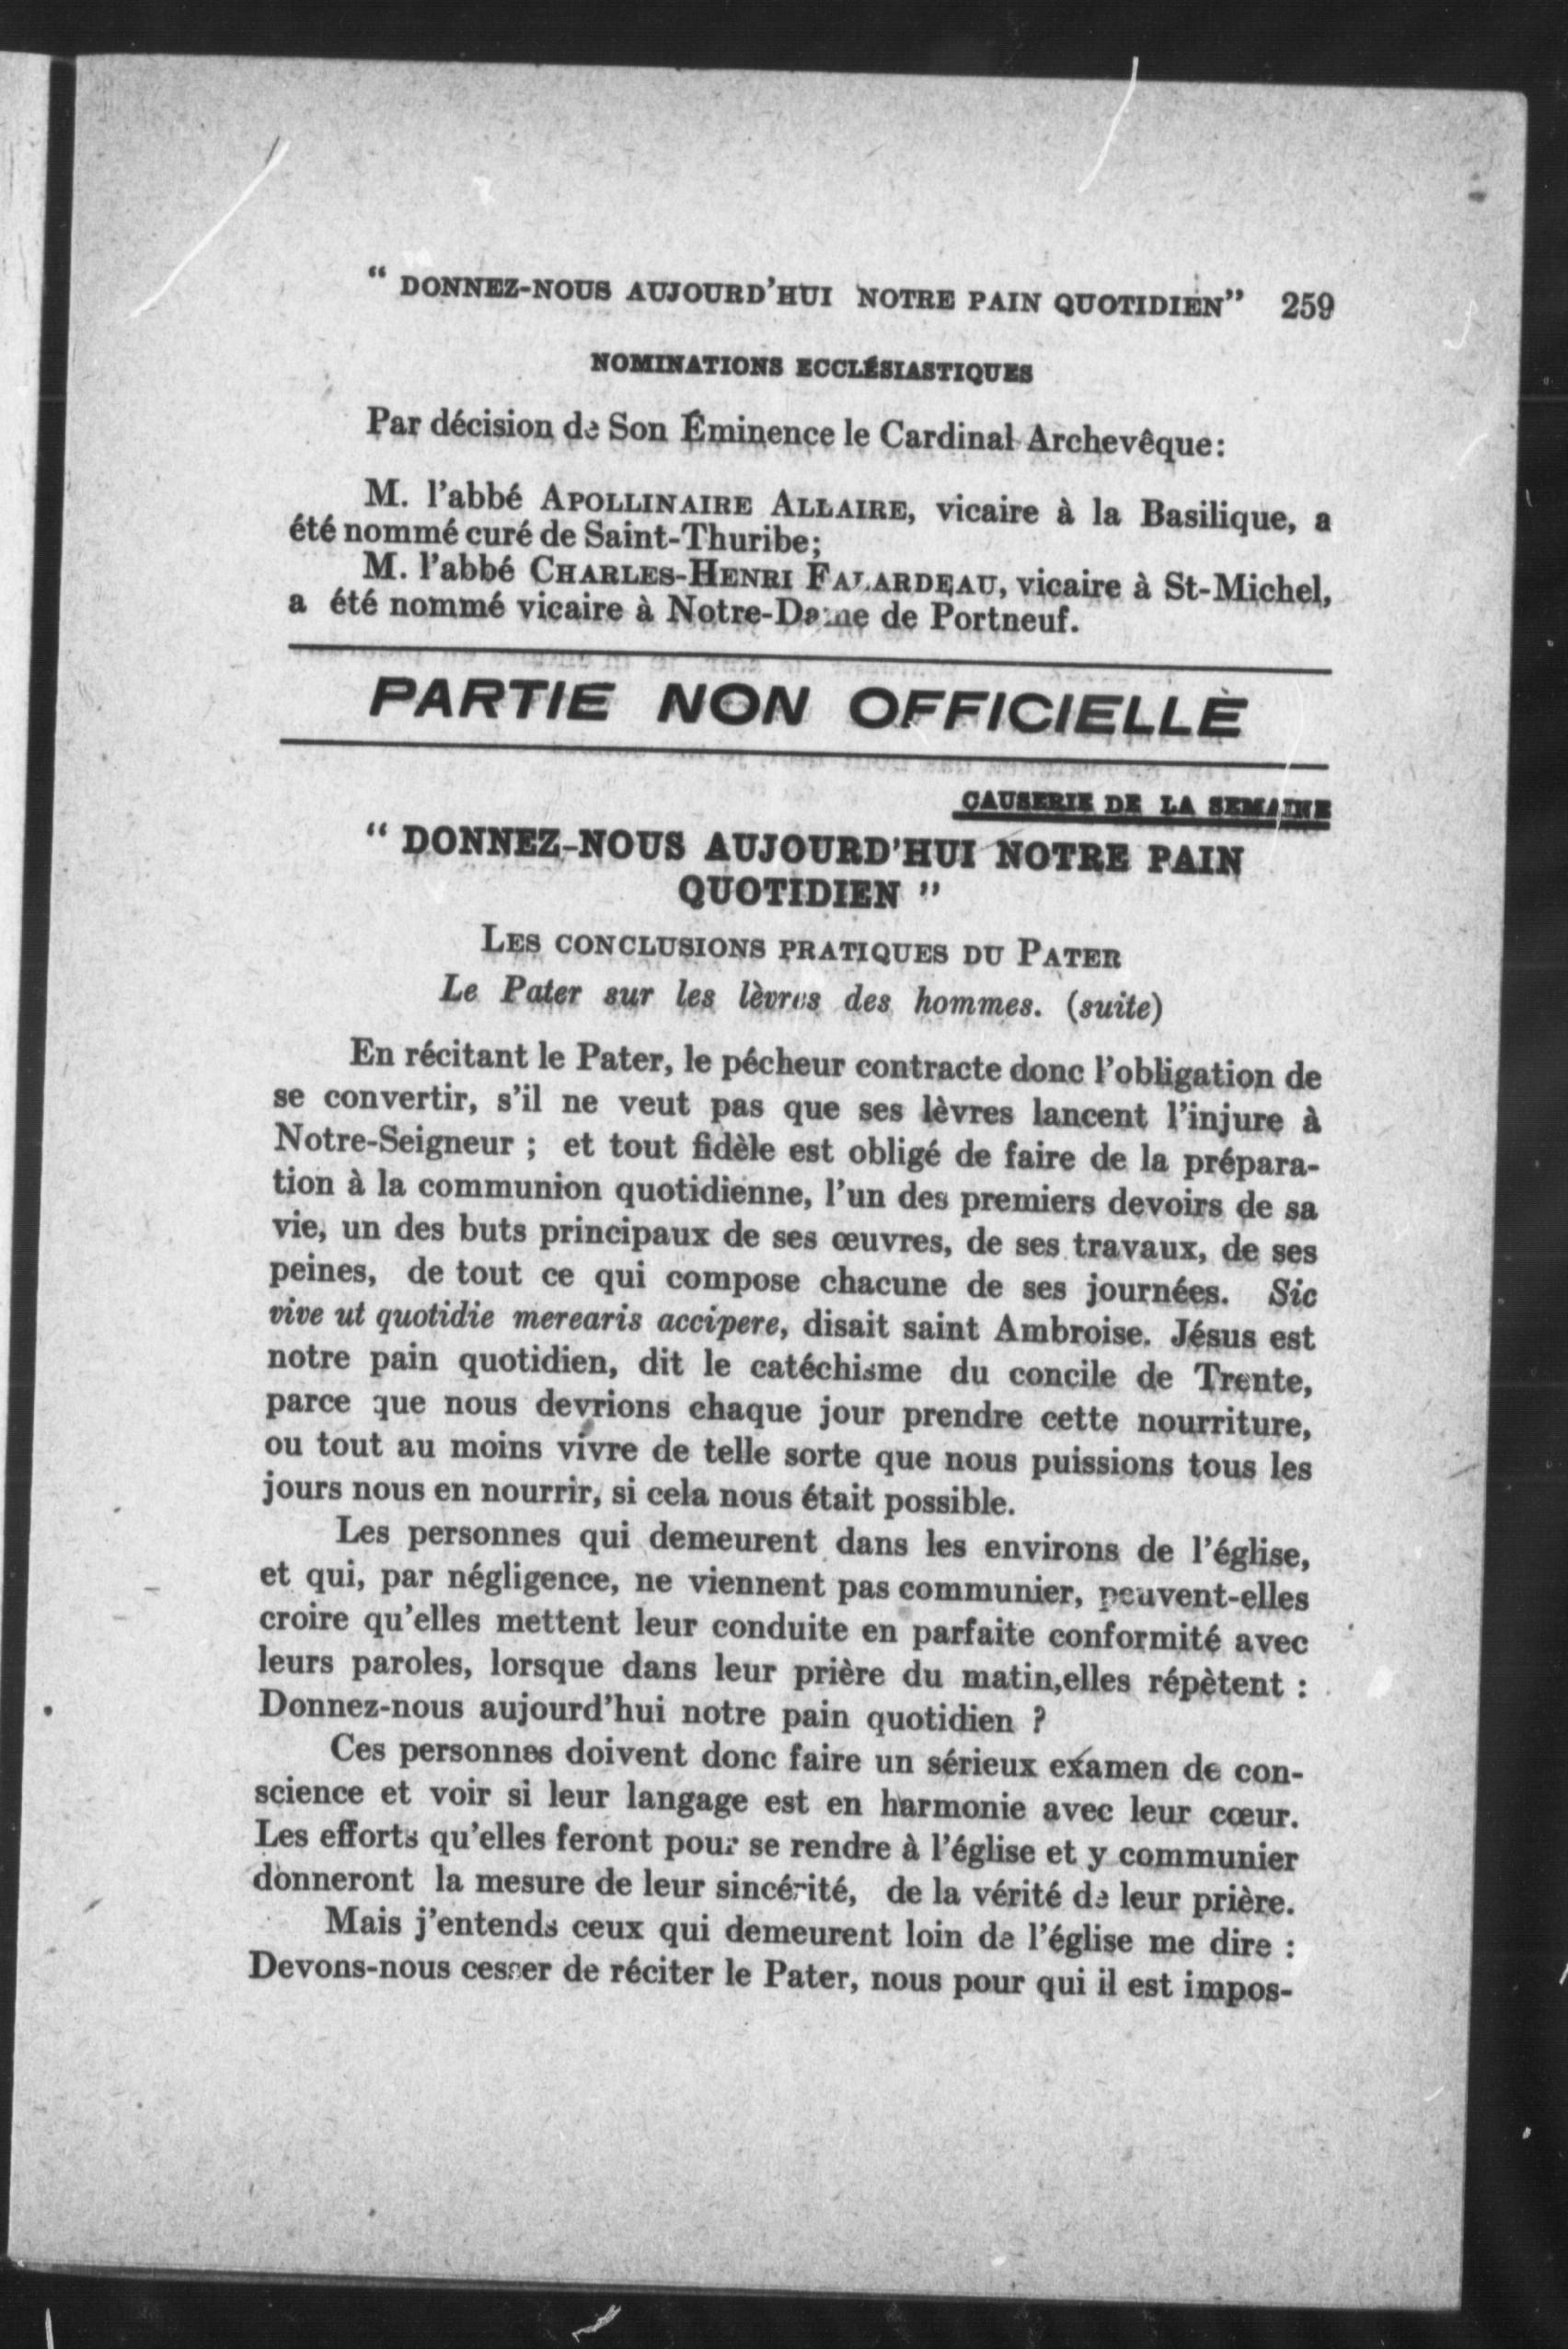 “ DONNEZ-NOUS AUJOURD’HUI NOTRE PAIN QUOTIDIEN” 259
NOMINATIONS ECCLÉSIASTIQUES
Par décision de Son Éminence le Cardinal Archevêque:
M. l’abbé APOLLINAIRE ALLAIRE, vicaire à la Basilique, a
été nommé curé de Saint-Thuribe;
M. l’abbé CHARLES-HENRI FALARDEAU, vicaire à St-Michel,
a été nommé vicaire à Notre-Dame de Portneuf.
PARTIE NON OFFICIELLE
CAUSERIE DE LA SEMAINE
“ DONNEZ-NOUS AUJOURD’HUI NOTRE PAIN
QUOTIDIEN ”
LES CONCLUSIONS PRATIQUES DU PATER
Le Pater sur les lèvres des hommes. (suite)
En récitant le Pater, le pécheur contracte donc l’obligation de
se convertir, s’il ne veut pas que ses lèvres lancent l’injure à
Notre-Seigneur ; et tout fidèle est obligé de faire de la prépara-
tion à la communion quotidienne, l’un des premiers devoirs de sa
vie, un des buts principaux de ses œuvres, de ses travaux, de ses
peines, de tout ce qui compose chacune de ses journées. Sic
vive ut quotidie merearis accipere, disait saint Ambroise. Jésus est
notre pain quotidien, dit le catéchisme du concile de Trente,
parce que nous devrions chaque jour prendre cette nourriture,
ou tout au moins vivre de telle sorte que nous puissions tous les
jours nous en nourrir, si cela nous était possible.
Les personnes qui demeurent dans les environs de l’église,
et qui, par négligence, ne viennent pas communier, peuvent-elles
croire qu’elles mettent leur conduite en parfaite conformité avec
leurs paroles, lorsque dans leur prière du matin,elles répètent :
Donnez-nous aujourd’hui notre pain quotidien ?
Ces personnes doivent donc faire un sérieux examen de con-
science et voir si leur langage est en harmonie avec leur cœur.
Les efforts qu’elles feront pour se rendre à l’église et y communier
donneront la mesure de leur sincérité, de la vérité de leur prière.
Mais j’entends ceux qui demeurent loin de l’église me dire :
Devons-nous cesser de réciter le Pater, nous pour qui il est impos-